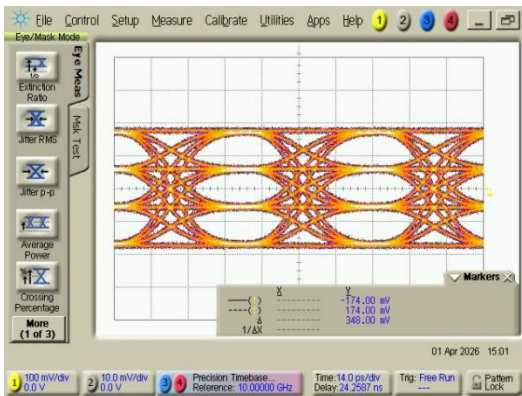 File Control Setup Measure Calibrate Utilities Apps Help 1 2 3 4
Eye/Mask Mode
Eye Meas
Msk Test
Extinction
Ratio
Jitter RMS
Jitter p-p
Average
Power
Crossing
Percentage
More
(1 of 3)
Markers
X Y
----( ) --------- -174.00 mV
----( ) --------- 174.00 mV
Δ --------- 348.00 mV
1/ΔX ---------
01 Apr 2026 15:01
1 100 mV/div
0.0 V
2 10.0 mV/div
0.0 V
3 4 Precision Timebase...
Reference: 10.00000 GHz
Time:14.0 ps/div
Delay:24.2587 ns
Trig: Free Run
---
Pattern
Lock